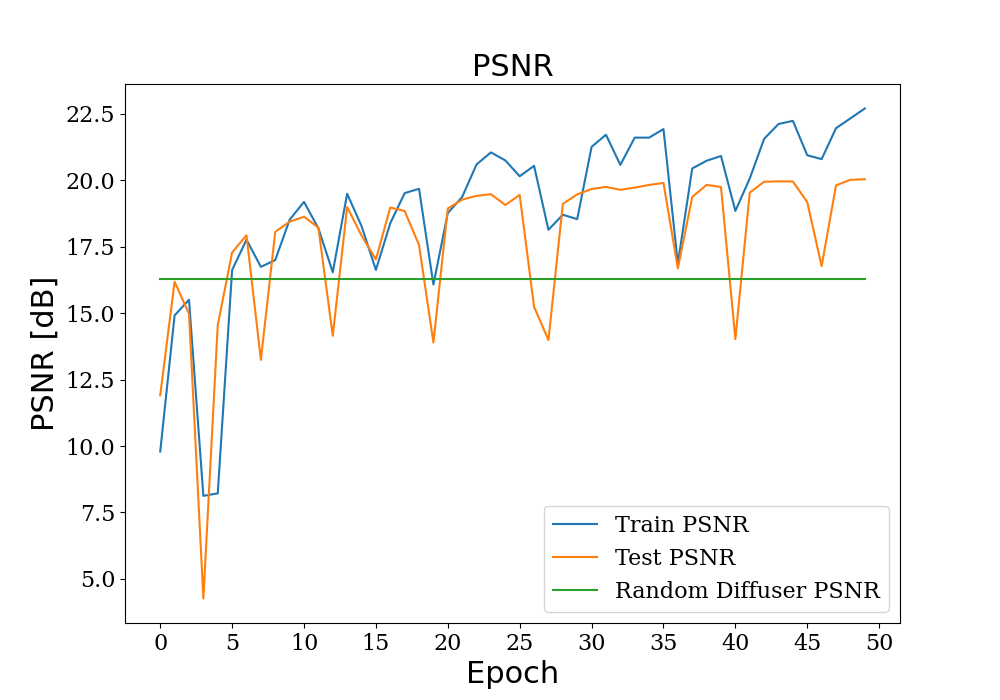 PSNR
22.5
20.0
17.5
15.0
12.5
10.0
7.5
5.0
PSNR [dB]
Train PSNR
Test PSNR
Random Diffuser PSNR
0 5 10 15 20 25 30 35 40 45 50
Epoch